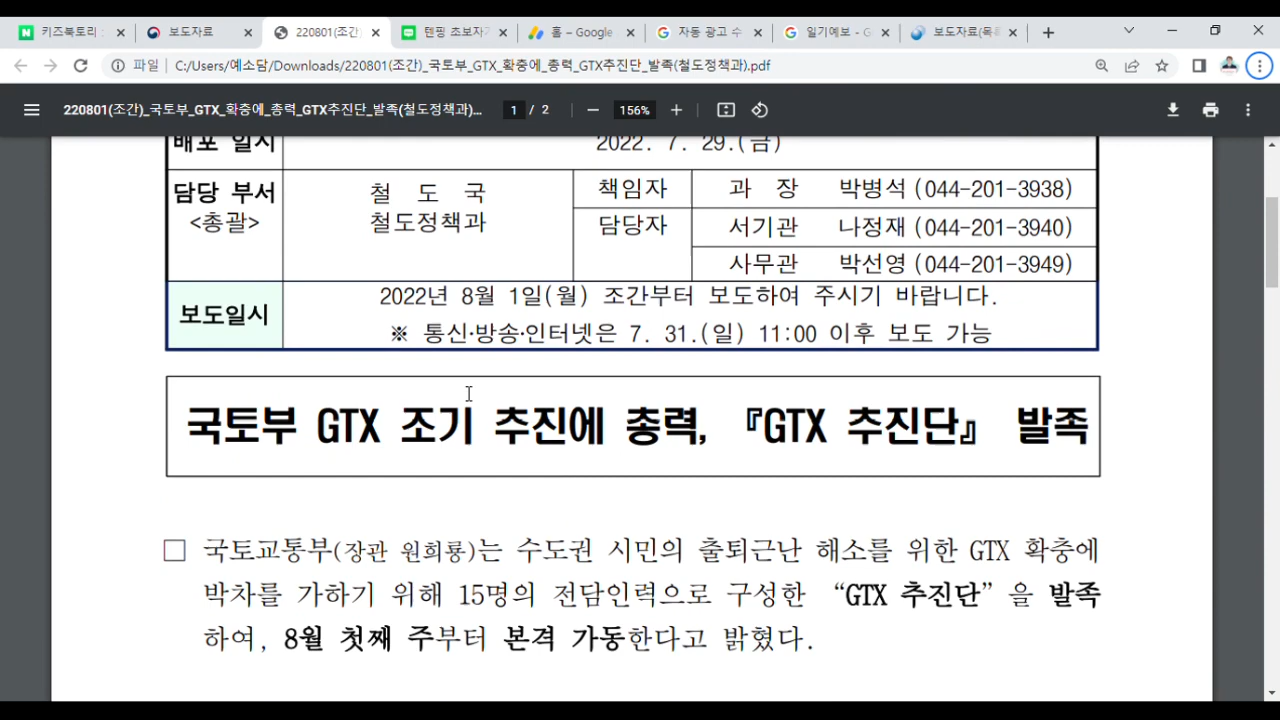 키즈북토리 :
보도자료
220801(조간)
텐핑 초보자가
홈 – Google
자동 광고 수
일기예보 - G
보도자료(목록
파일 C:/Users/예소담/Downloads/220801(조간)_국토부_GTX_확충에_총력_GTX추진단_발족(철도정책과).pdf
220801(조간)_국토부_GTX_확충에_총력_GTX추진단_발족(철도정책과)... 1 / 2 156%
배포 일시 2022. 7. 29.(금)
담당 부서 철 도 국 책임자 과 장 박병석 (044-201-3938)
<총괄> 철도정책과 담당자 서기관 나정재 (044-201-3940)
사무관 박선영 (044-201-3949)
보도일시 2022년 8월 1일(월) 조간부터 보도하여 주시기 바랍니다.
※ 통신·방송·인터넷은 7. 31.(일) 11:00 이후 보도 가능
국토부 GTX 조기 추진에 총력, 『GTX 추진단』 발족
□ 국토교통부(장관 원희룡)는 수도권 시민의 출퇴근난 해소를 위한 GTX 확충에
박차를 가하기 위해 15명의 전담인력으로 구성한 “GTX 추진단”을 발족
하여, 8월 첫째 주부터 본격 가동한다고 밝혔다.